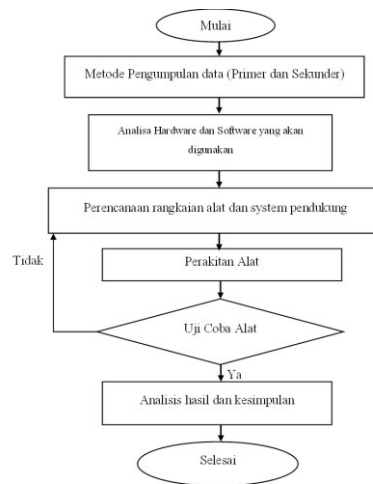 Mulai
Metode Pengumpulan data (Primer dan Sekunder)
Analisa Hardware dan Software yang akan
digunakan
Perencanaan rangkaian alat dan system pendukung
Tidak
Perakitan Alat
Uji Coba Alat
Ya
Analisis hasil dan kesimpulan
Selesai